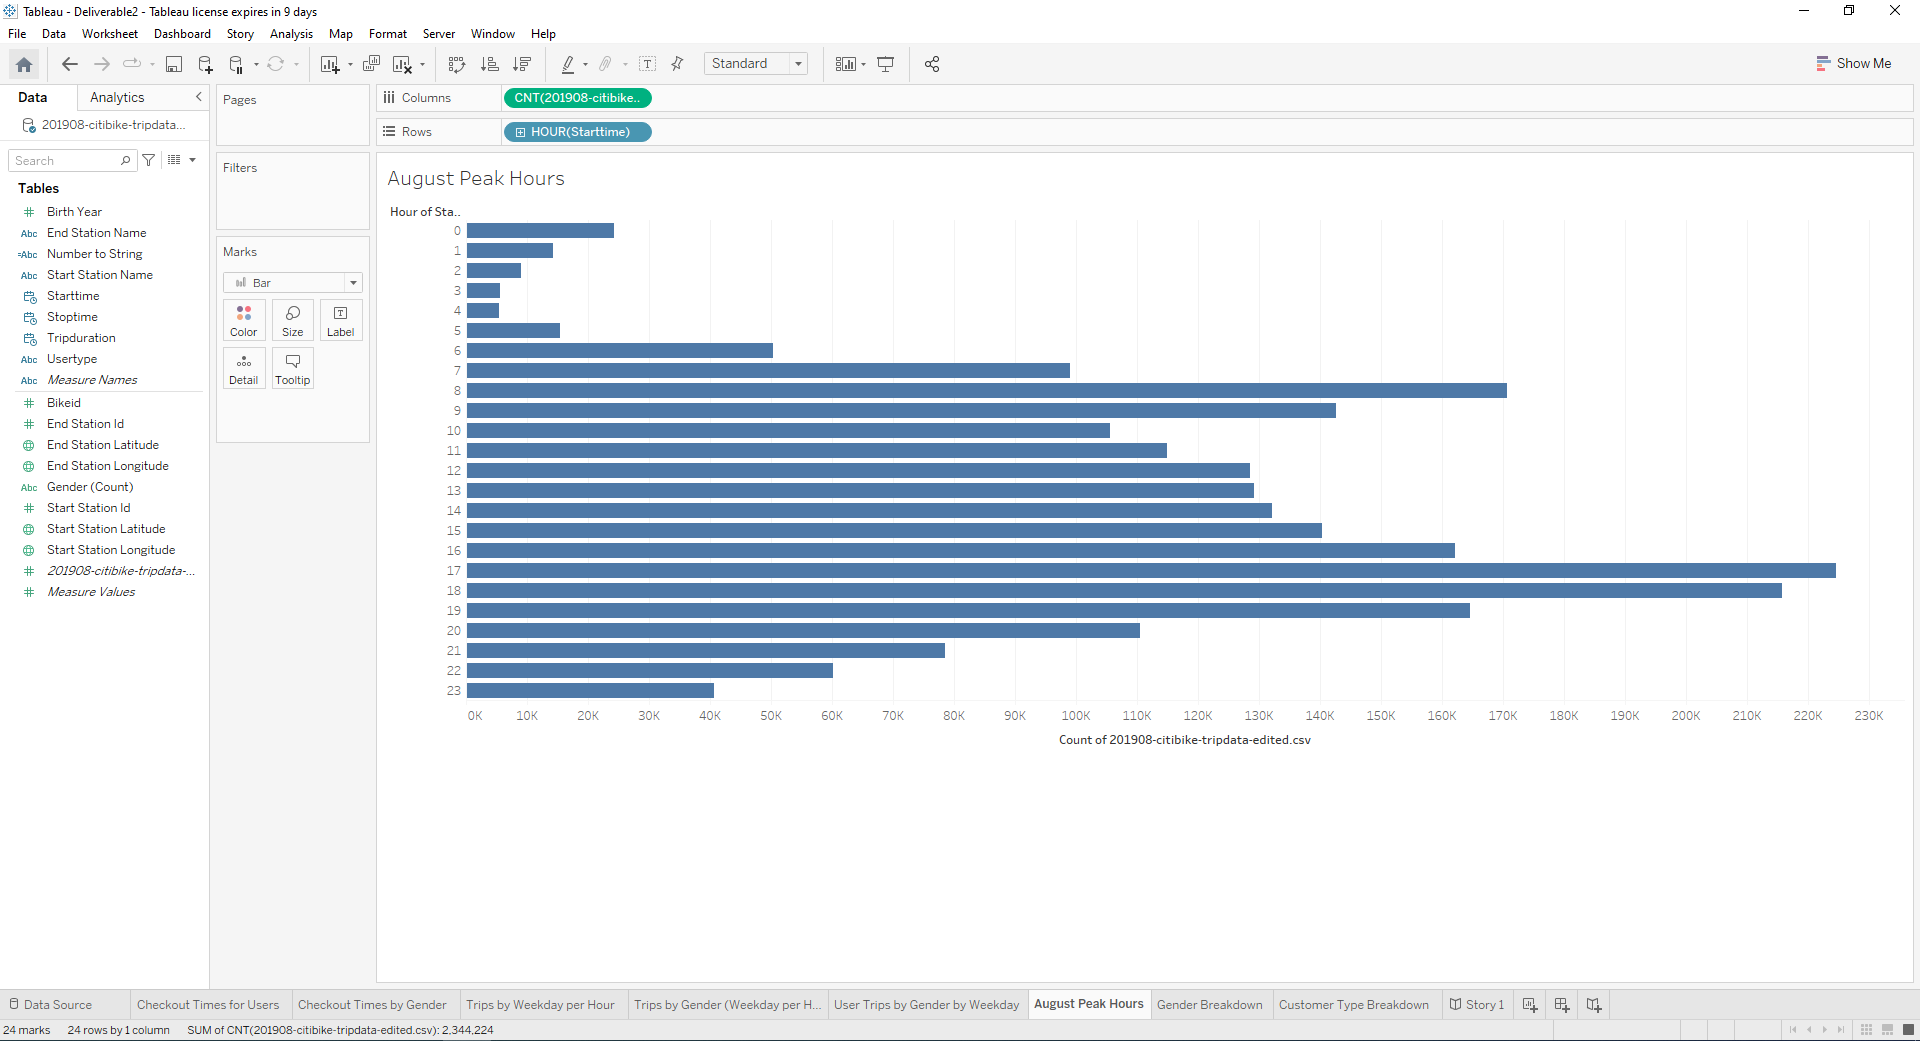 Tableau - Deliverable2 - Tableau license expires in 9 days
File Data Worksheet Dashboard Story Analysis Map Format Server Window Help
Standard
Show Me
Data Analytics
201908-citibike-tripdata...
Search
Tables
Birth Year
Abc End Station Name
=Abc Number to String
Abc Start Station Name
Starttime
Stoptime
Tripduration
Abc Usertype
Abc Measure Names
Bikeid
End Station Id
End Station Latitude
End Station Longitude
Abc Gender (Count)
Start Station Id
Start Station Latitude
Start Station Longitude
201908-citibike-tripdata-...
Measure Values
Pages
Filters
Marks
Bar
Color Size Label
Detail Tooltip
Columns CNT(201908-citibike..
Rows HOUR(Starttime)
August Peak Hours
Hour of Sta..
0
1
2
3
4
5
6
7
8
9
10
11
12
13
14
15
16
17
18
19
20
21
22
23
0K 10K 20K 30K 40K 50K 60K 70K 80K 90K 100K 110K 120K 130K 140K 150K 160K 170K 180K 190K 200K 210K 220K 230K
Count of 201908-citibike-tripdata-edited.csv
Data Source Checkout Times for Users Checkout Times by Gender Trips by Weekday per Hour Trips by Gender (Weekday per H... User Trips by Gender by Weekday August Peak Hours Gender Breakdown Customer Type Breakdown Story 1
24 marks 24 rows by 1 column SUM of CNT(201908-citibike-tripdata-edited.csv): 2,344,224